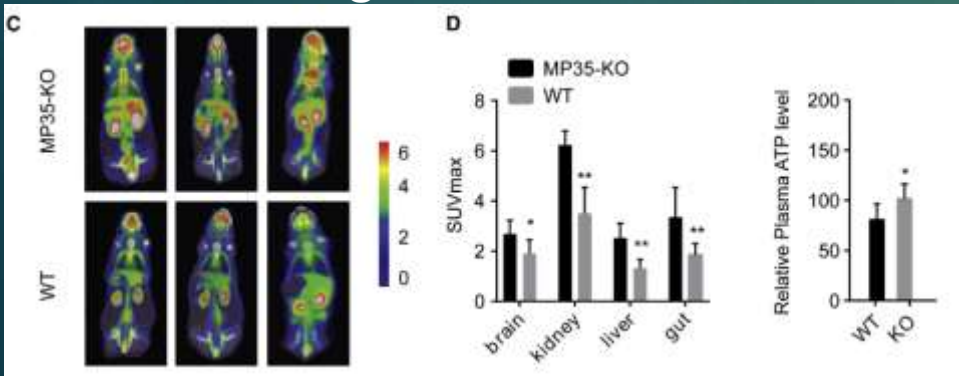 C
MP35-KO
WT
6
4
2
0
D
MP35-KO
WT
SUVmax
8
6
4
2
0
*
**
**
**
brain
kidney
liver
gut
Relative Plasma ATP level
200
150
100
50
0
*
WT
KO